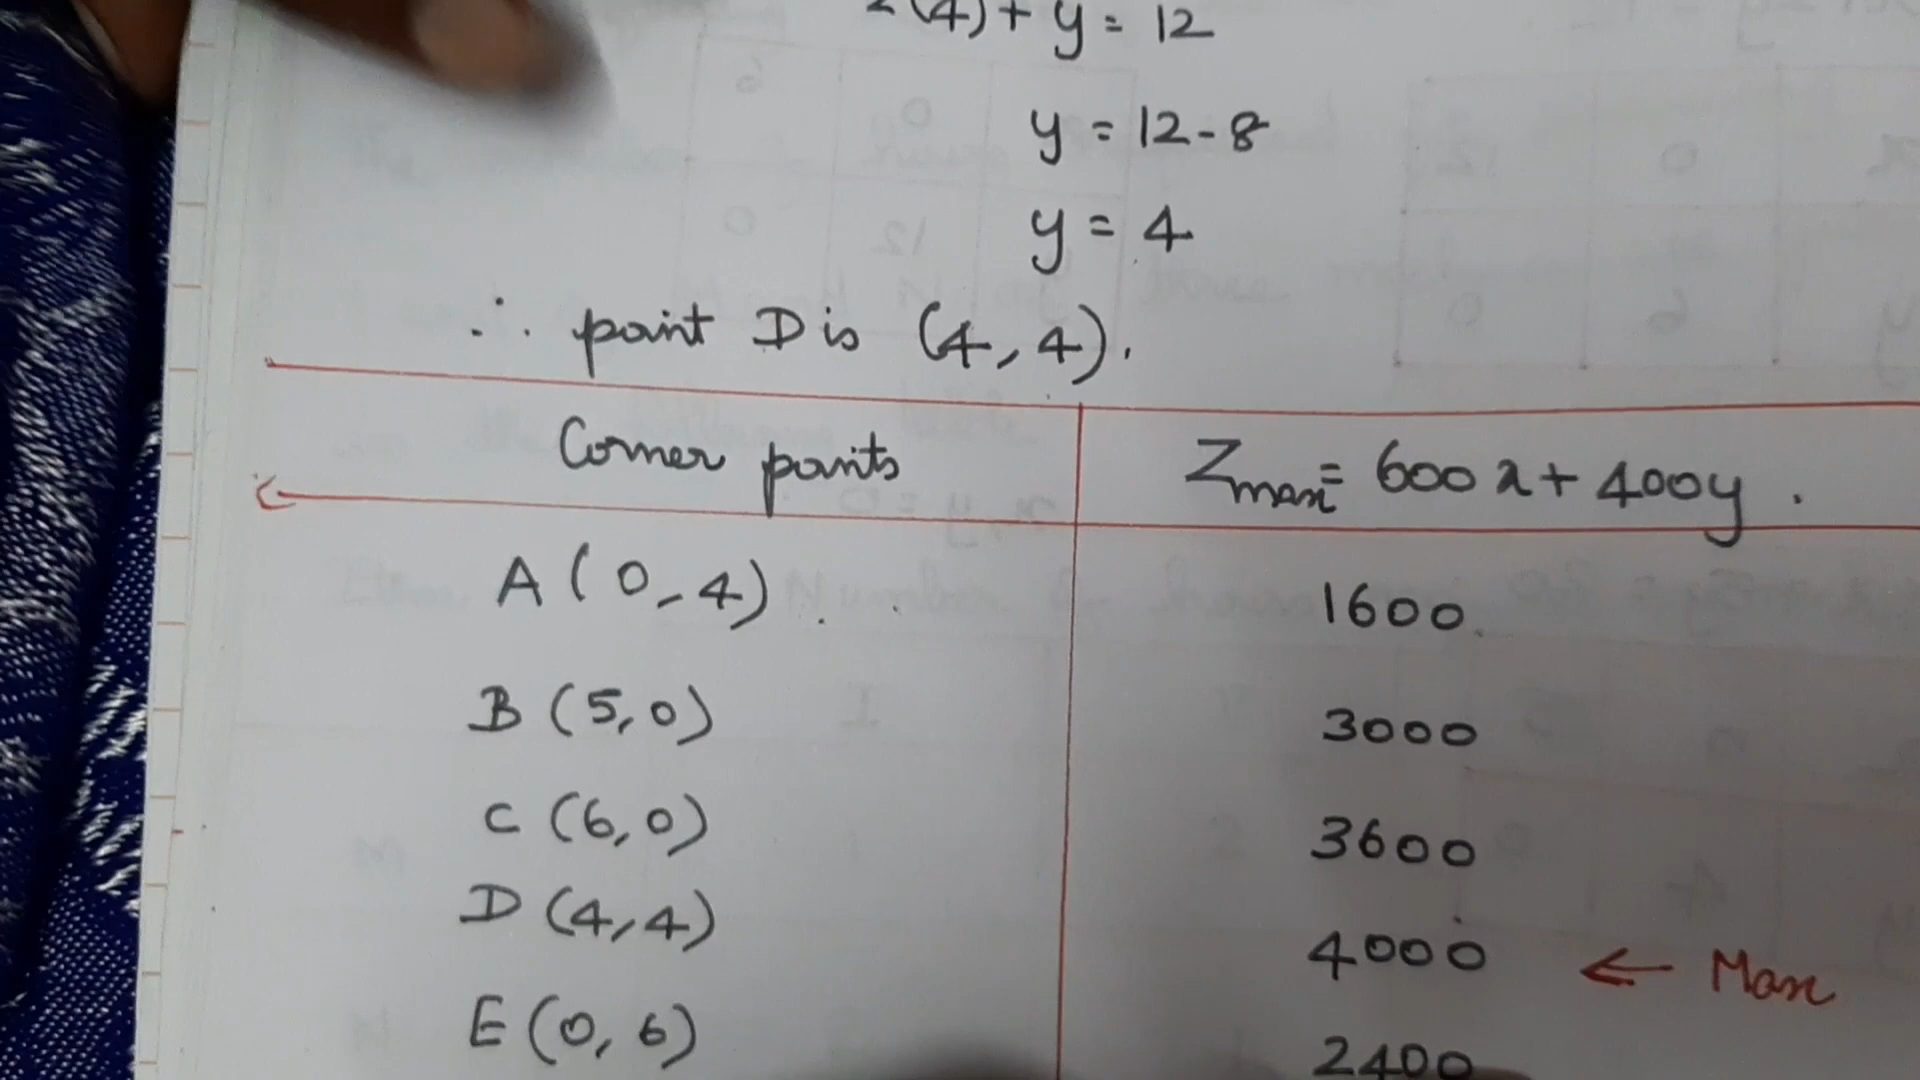 2(4) + y = 12
y = 12 - 8
y = 4
∴ point D is (4, 4).
Corner points
Zmax = 600x + 400y.
A (0, 4)
1600
B (5, 0)
3000
C (6, 0)
3600
D (4, 4)
4000 ← Max
E (0, 6)
2400